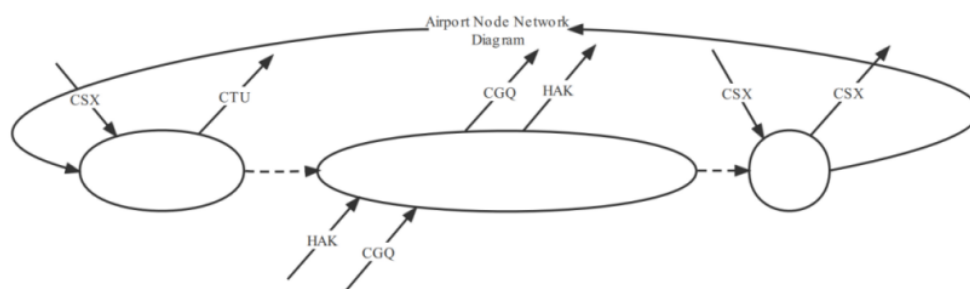 Airport Node Network
Diagram
CSX
CTU
CGQ
HAK
CSX
CSX
HAK
CGQ